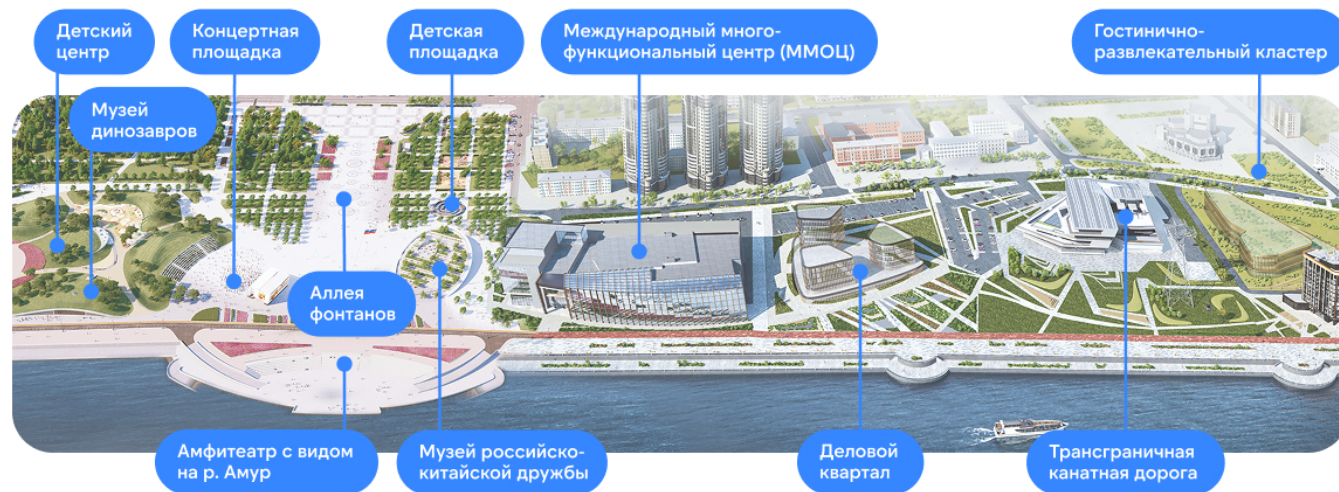 Детский
центр
Концертная
площадка
Детская
площадка
Международный много-
функциональный центр (ММОЦ)
Гостинично-
развлекательный кластер
Музей
динозавров
Аллея
фонтанов
Амфитеатр с видом
на р. Амур
Музей российско-
китайской дружбы
Деловой
квартал
Трансграничная
канатная дорога